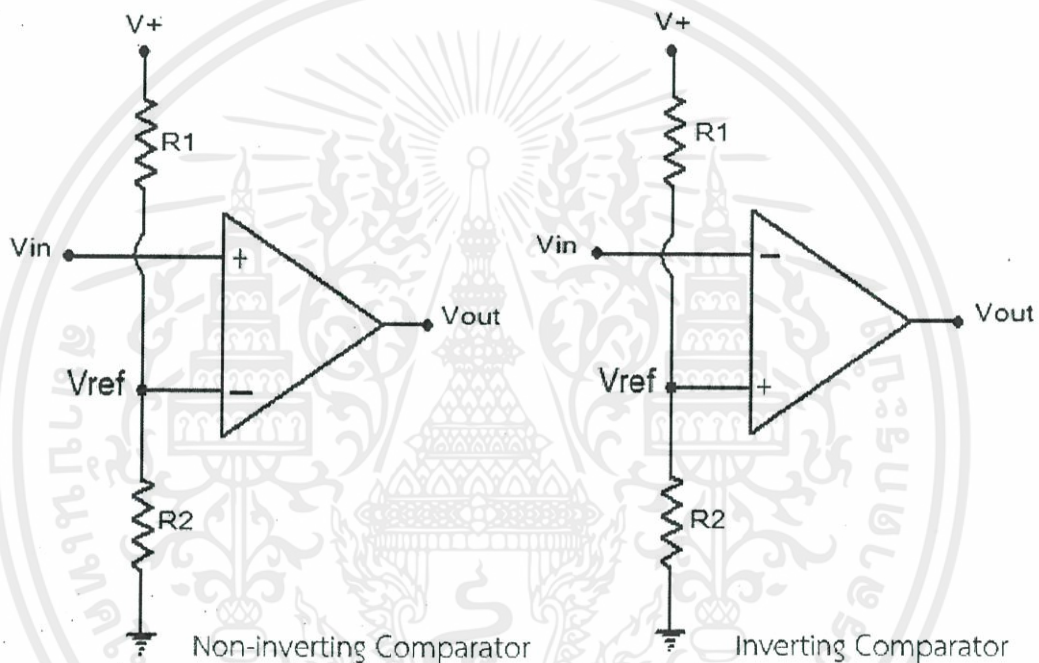 V+
R1
Vin
+
Vout
Vref
−
R2
Non-inverting Comparator
V+
R1
Vin
−
Vout
Vref
+
R2
Inverting Comparator